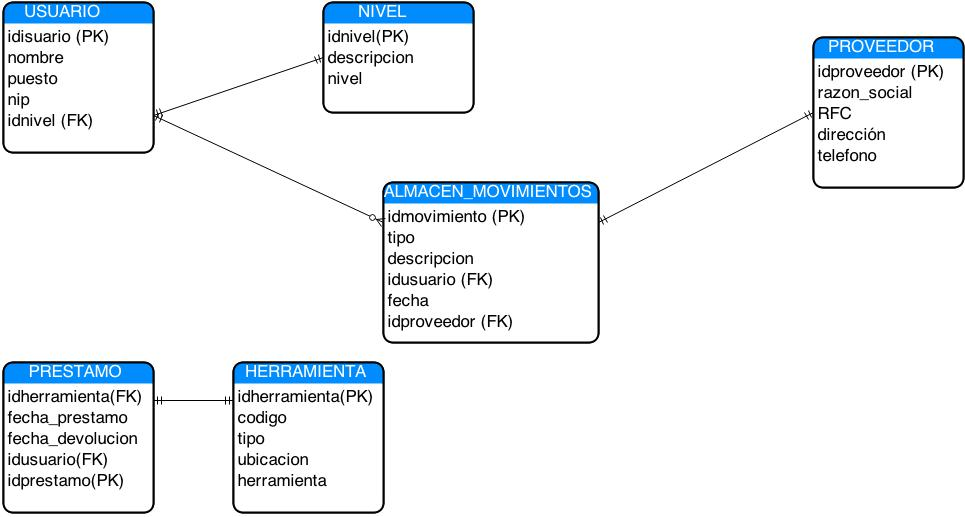 USUARIO
idisuario (PK)
nombre
puesto
nip
idnivel (FK)
NIVEL
idnivel(PK)
descripcion
nivel
PROVEEDOR
idproveedor (PK)
razon_social
RFC
dirección
telefono
ALMACEN_MOVIMIENTOS
idmovimiento (PK)
tipo
descripcion
idusuario (FK)
fecha
idproveedor (FK)
PRESTAMO
idherramienta(FK)
fecha_prestamo
fecha_devolucion
idusuario(FK)
idprestamo(PK)
HERRAMIENTA
idherramienta(PK)
codigo
tipo
ubicacion
herramienta